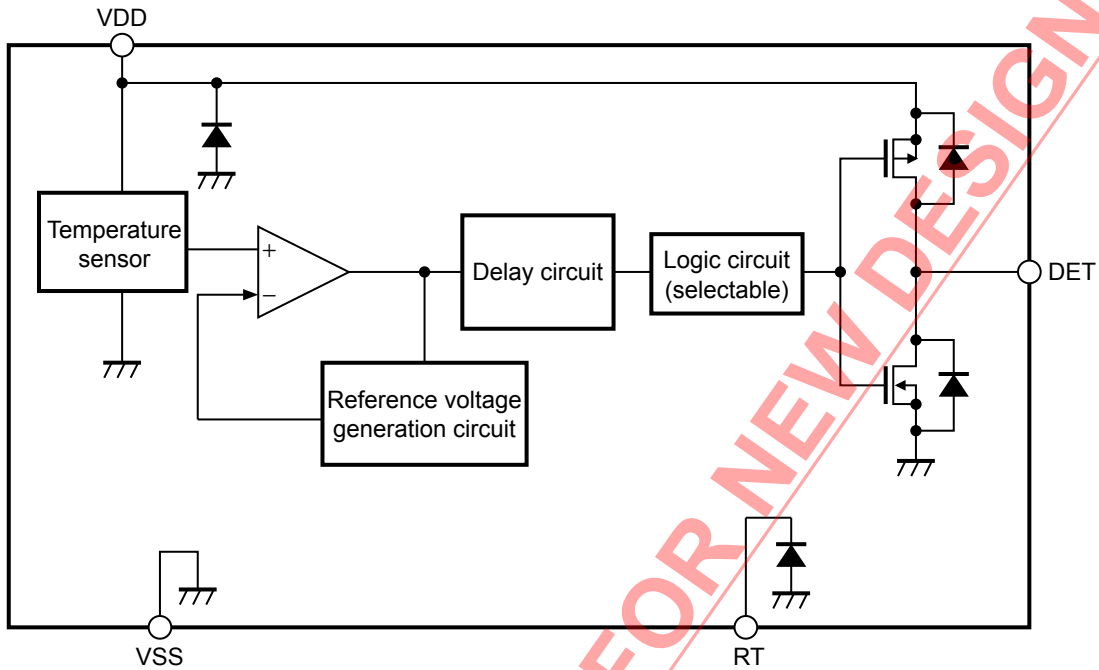 VDD
Temperature
sensor
+
−
Delay circuit
Logic circuit
(selectable)
DET
Reference voltage
generation circuit
VSS
RT
FOR NEW DESIGN